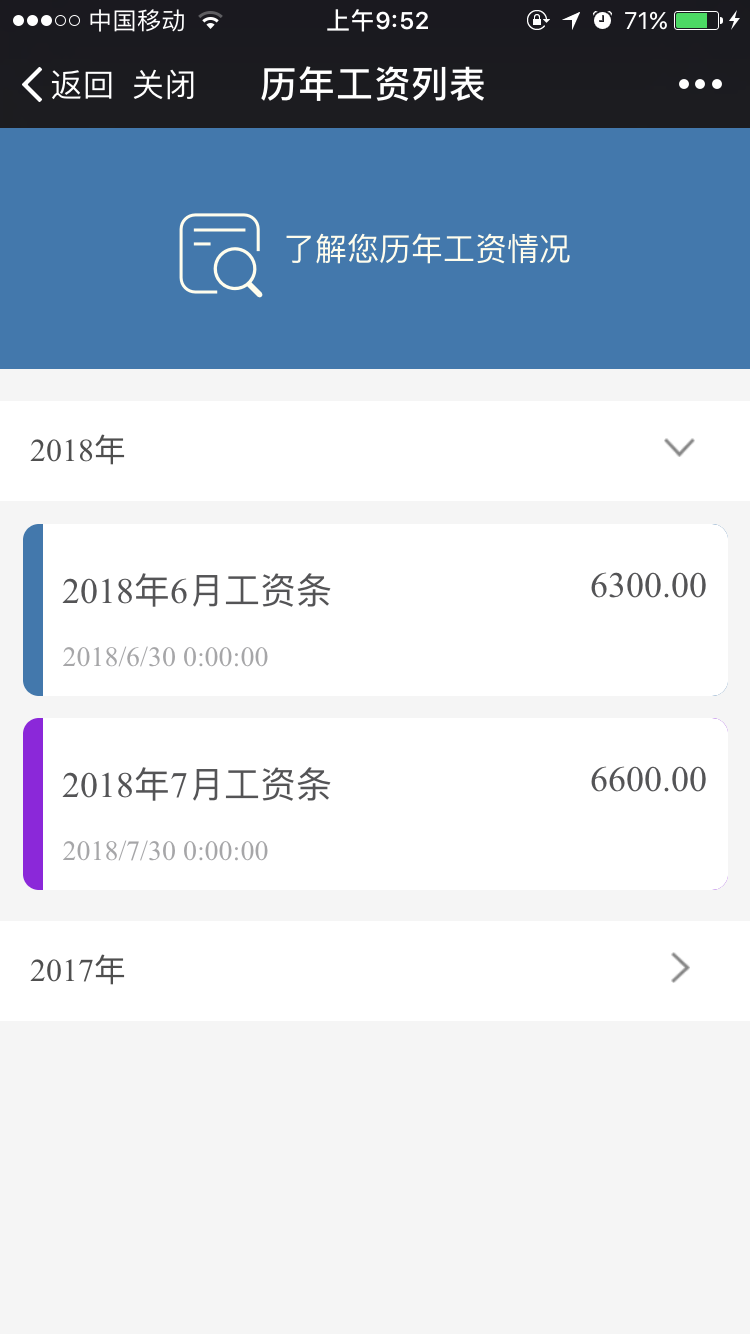 中国移动 上午9:52 71%
返回 关闭 历年工资列表
了解您历年工资情况
2018年
2018年6月工资条 6300.00
2018/6/30 0:00:00
2018年7月工资条 6600.00
2018/7/30 0:00:00
2017年